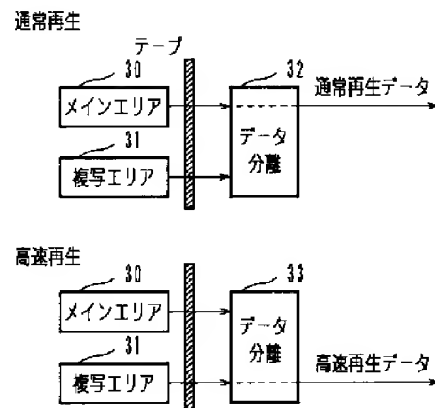 通常再生
テープ
30
32
メインエリア
通常再生データ
31
データ
分離
複写エリア
高速再生
30
33
メインエリア
データ
分離
31
複写エリア
高速再生データ